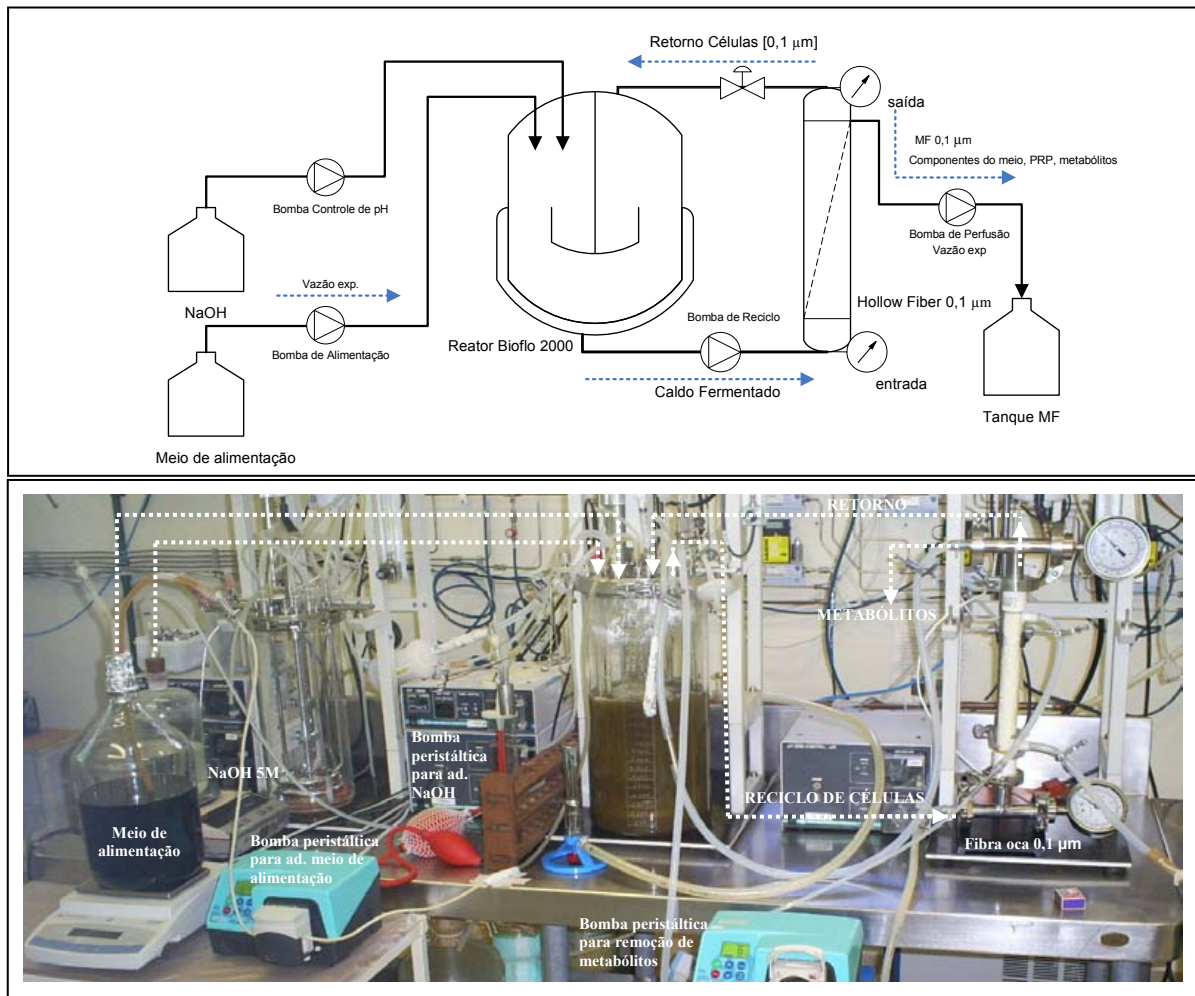 Retorno Células [0,1 µm]
saída
MF 0,1 µm
Componentes do meio, PRP, metabólitos
Bomba Controle de pH
Bomba de Perfusão
Vazão exp
NaOH
Vazão exp.
Hollow Fiber 0,1 µm
Bomba de Reciclo
Bomba de Alimentação
Reator Bioflo 2000
entrada
Caldo Fermentado
Tanque MF
Meio de alimentação
RETORNO
METABÓLITOS
NaOH 5M
Bomba
peristáltica
para ad.
NaOH
RECICLO DE CÉLULAS
Meio de
alimentação
Bomba peristáltica
para ad. meio de
alimentação
Fibra oca 0,1 µm
Bomba peristáltica
para remoção de
metabólitos